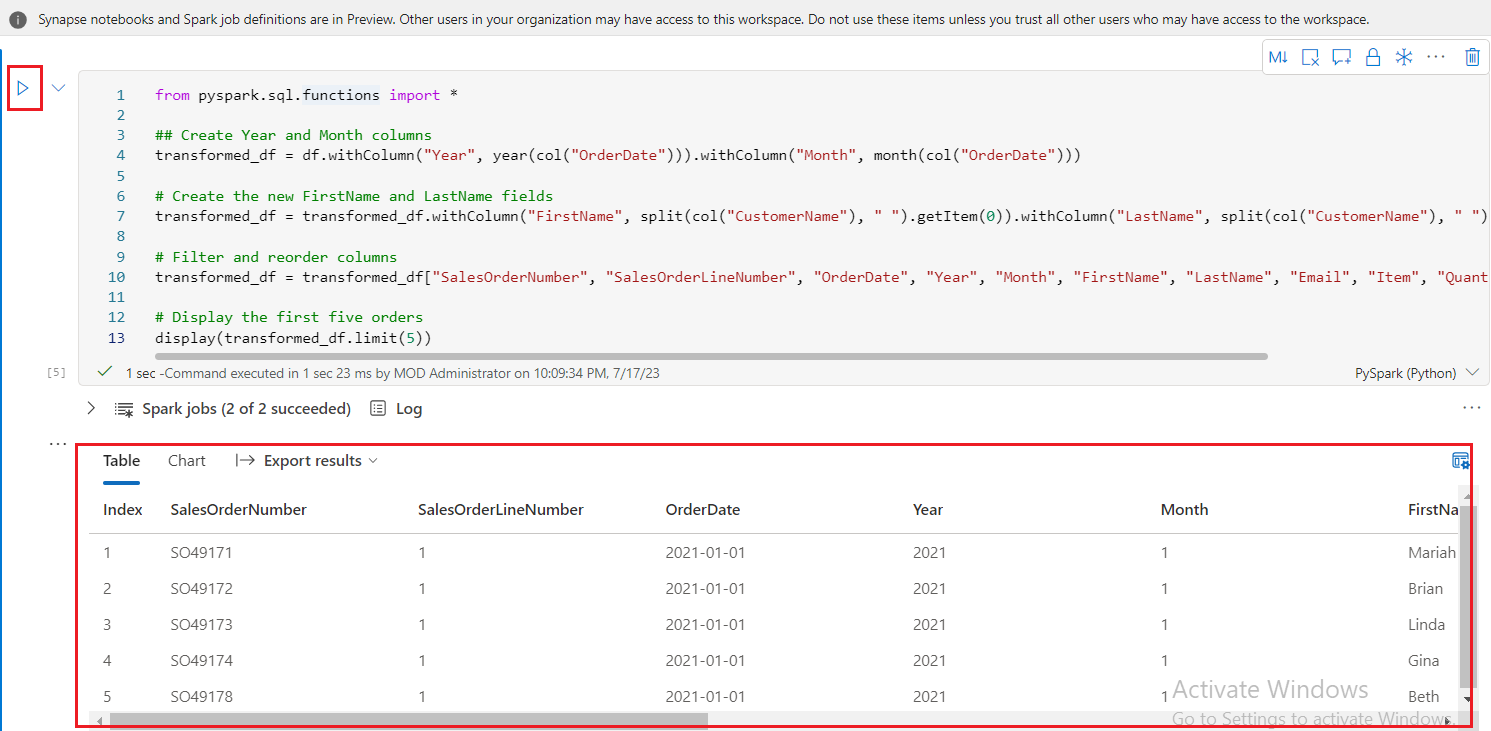 Synapse notebooks and Spark job definitions are in Preview. Other users in your organization may have access to this workspace. Do not use these items unless you trust all other users who may have access to the workspace.
M↓
1 from pyspark.sql.functions import *
2
3 ## Create Year and Month columns
4 transformed_df = df.withColumn("Year", year(col("OrderDate"))).withColumn("Month", month(col("OrderDate")))
5
6 # Create the new FirstName and LastName fields
7 transformed_df = transformed_df.withColumn("FirstName", split(col("CustomerName"), " ").getItem(0)).withColumn("LastName", split(col("CustomerName"), " ")
8
9 # Filter and reorder columns
10 transformed_df = transformed_df["SalesOrderNumber", "SalesOrderLineNumber", "OrderDate", "Year", "Month", "FirstName", "LastName", "Email", "Item", "Quant
11
12 # Display the first five orders
13 display(transformed_df.limit(5))
[5] 1 sec -Command executed in 1 sec 23 ms by MOD Administrator on 10:09:34 PM, 7/17/23 PySpark (Python)
Spark jobs (2 of 2 succeeded) Log
Table Chart Export results
Index SalesOrderNumber SalesOrderLineNumber OrderDate Year Month FirstNa
1 SO49171 1 2021-01-01 2021 1 Mariah
2 SO49172 1 2021-01-01 2021 1 Brian
3 SO49173 1 2021-01-01 2021 1 Linda
4 SO49174 1 2021-01-01 2021 1 Gina
5 SO49178 1 2021-01-01 2021 1 Beth
Activate Windows
Go to Settings to activate Windows.